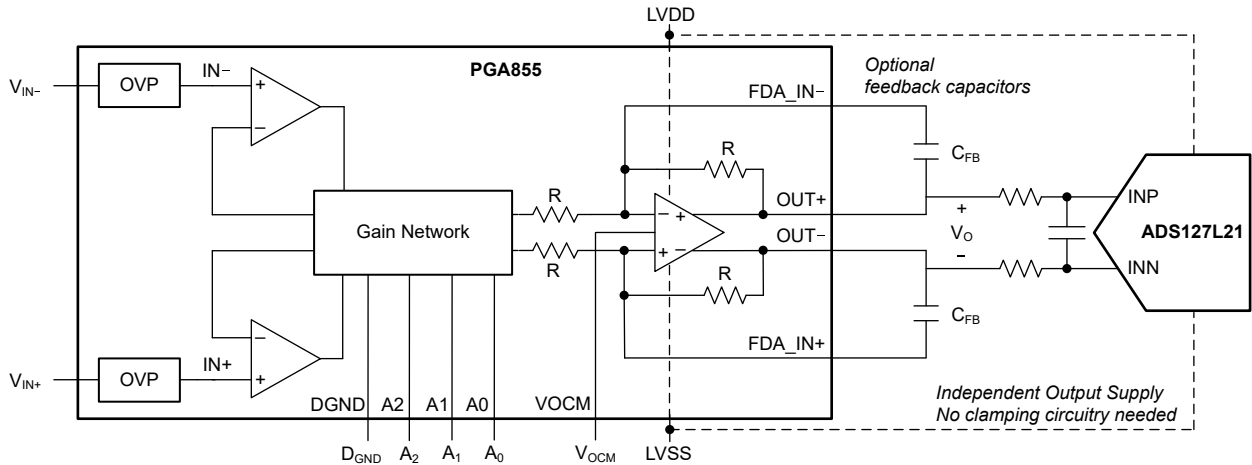 LVDD
PGA855
Optional
feedback capacitors
V_IN−
OVP
IN−
+
−
FDA_IN−
R
C_FB
R
OUT+
−
+
INP
Gain Network
+
V_O
−
ADS127L21
OUT−
+
−
R
R
INN
C_FB
−
+
FDA_IN+
V_IN+
OVP
IN+
Independent Output Supply
No clamping circuitry needed
DGND
A2
A1
A0
VOCM
D_GND
A_2
A_1
A_0
V_OCM
LVSS